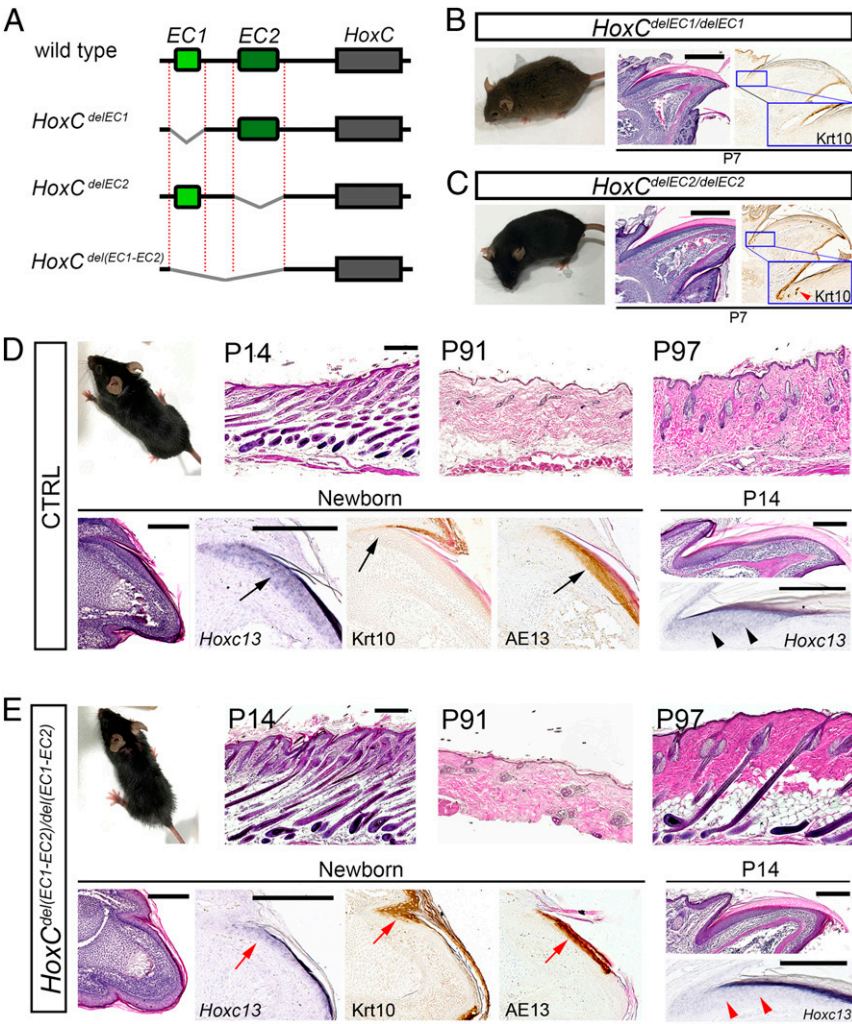 A
EC1 EC2 HoxC
wild type
HoxC delEC1
HoxC delEC2
HoxC del(EC1-EC2)
B
HoxC delEC1/delEC1
Krt10
P7
C
HoxC delEC2/delEC2
Krt10
P7
D
CTRL
P14 P91 P97
Newborn P14
Hoxc13 Krt10 AE13 Hoxc13
E
HoxC del(EC1-EC2)/del(EC1-EC2)
P14 P91 P97
Newborn P14
Hoxc13 Krt10 AE13 Hoxc13